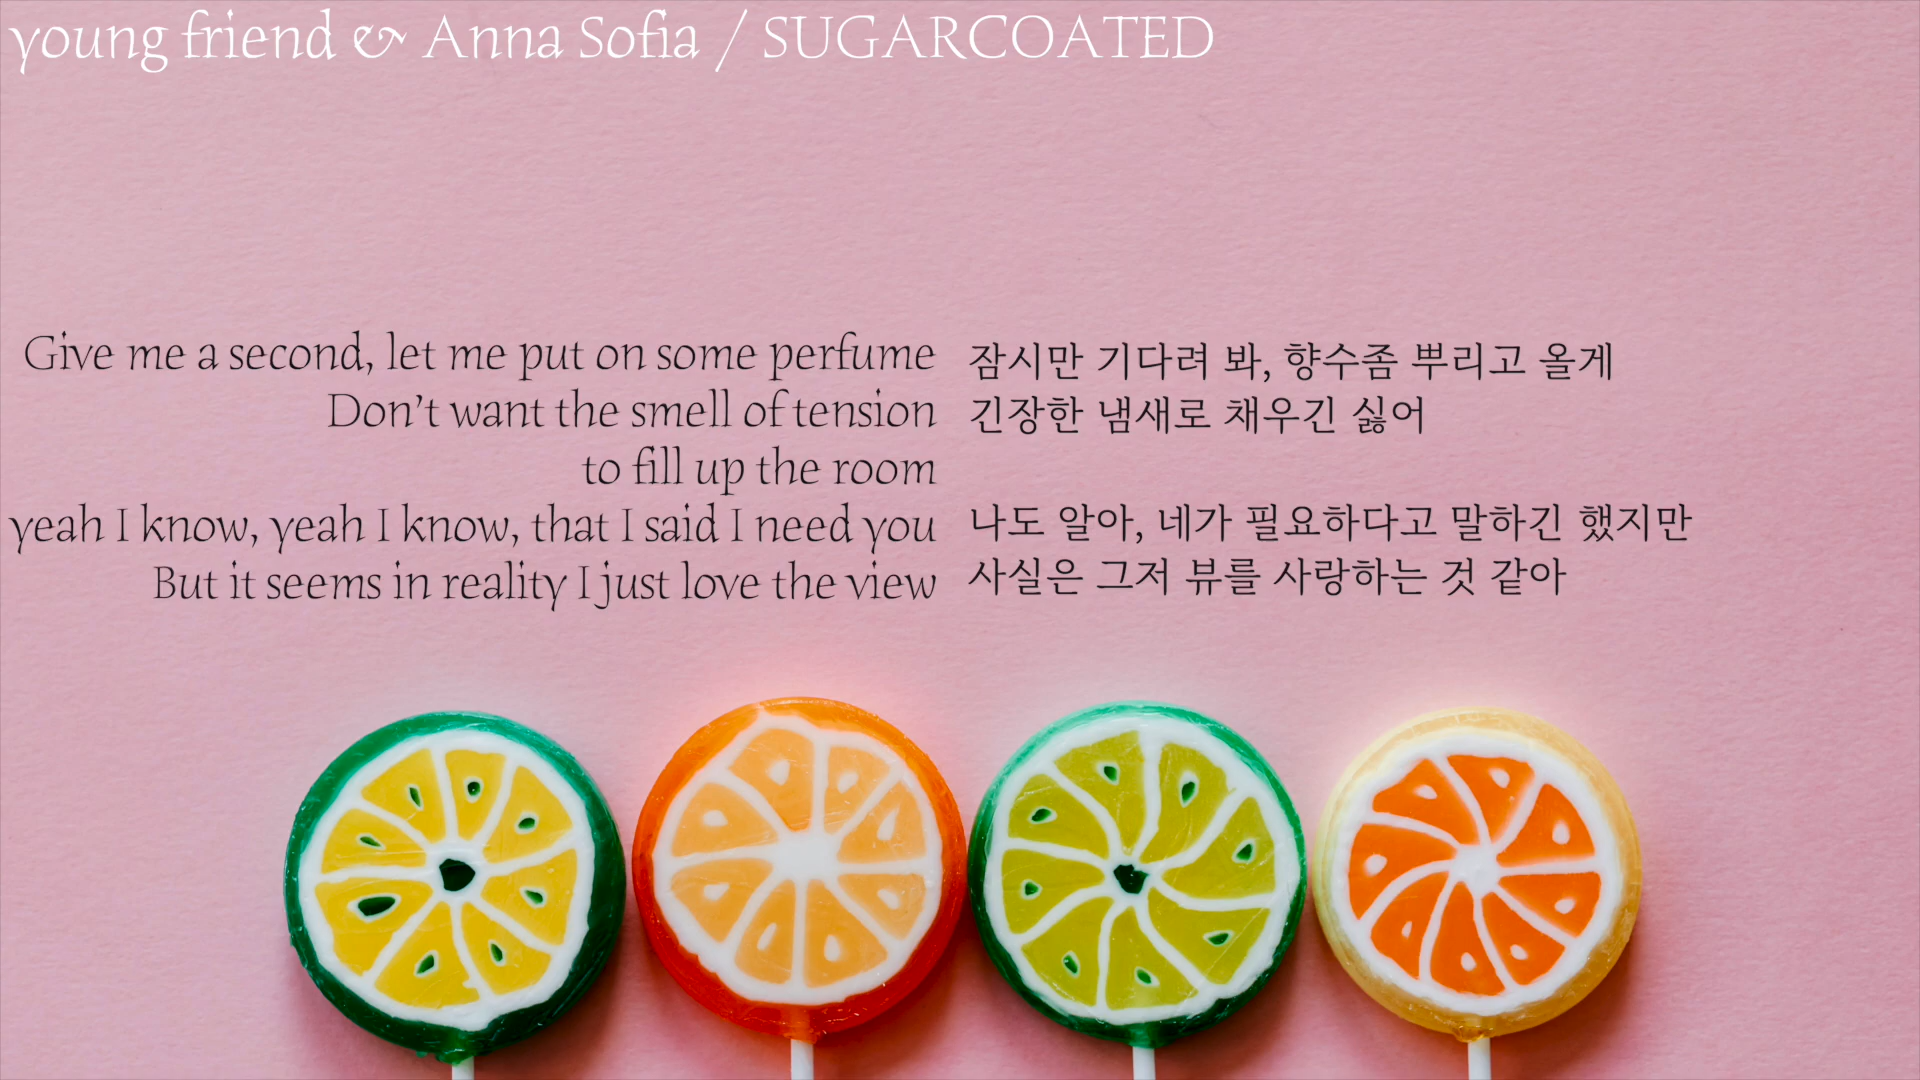 young friend & Anna Sofia / SUGARCOATED
Give me a second, let me put on some perfume
Don't want the smell of tension
to fill up the room
yeah I know, yeah I know, that I said I need you
But it seems in reality I just love the view
잠시만 기다려 봐, 향수좀 뿌리고 올게
긴장한 냄새로 채우긴 싫어
나도 알아, 네가 필요하다고 말하긴 했지만
사실은 그저 뷰를 사랑하는 것 같아